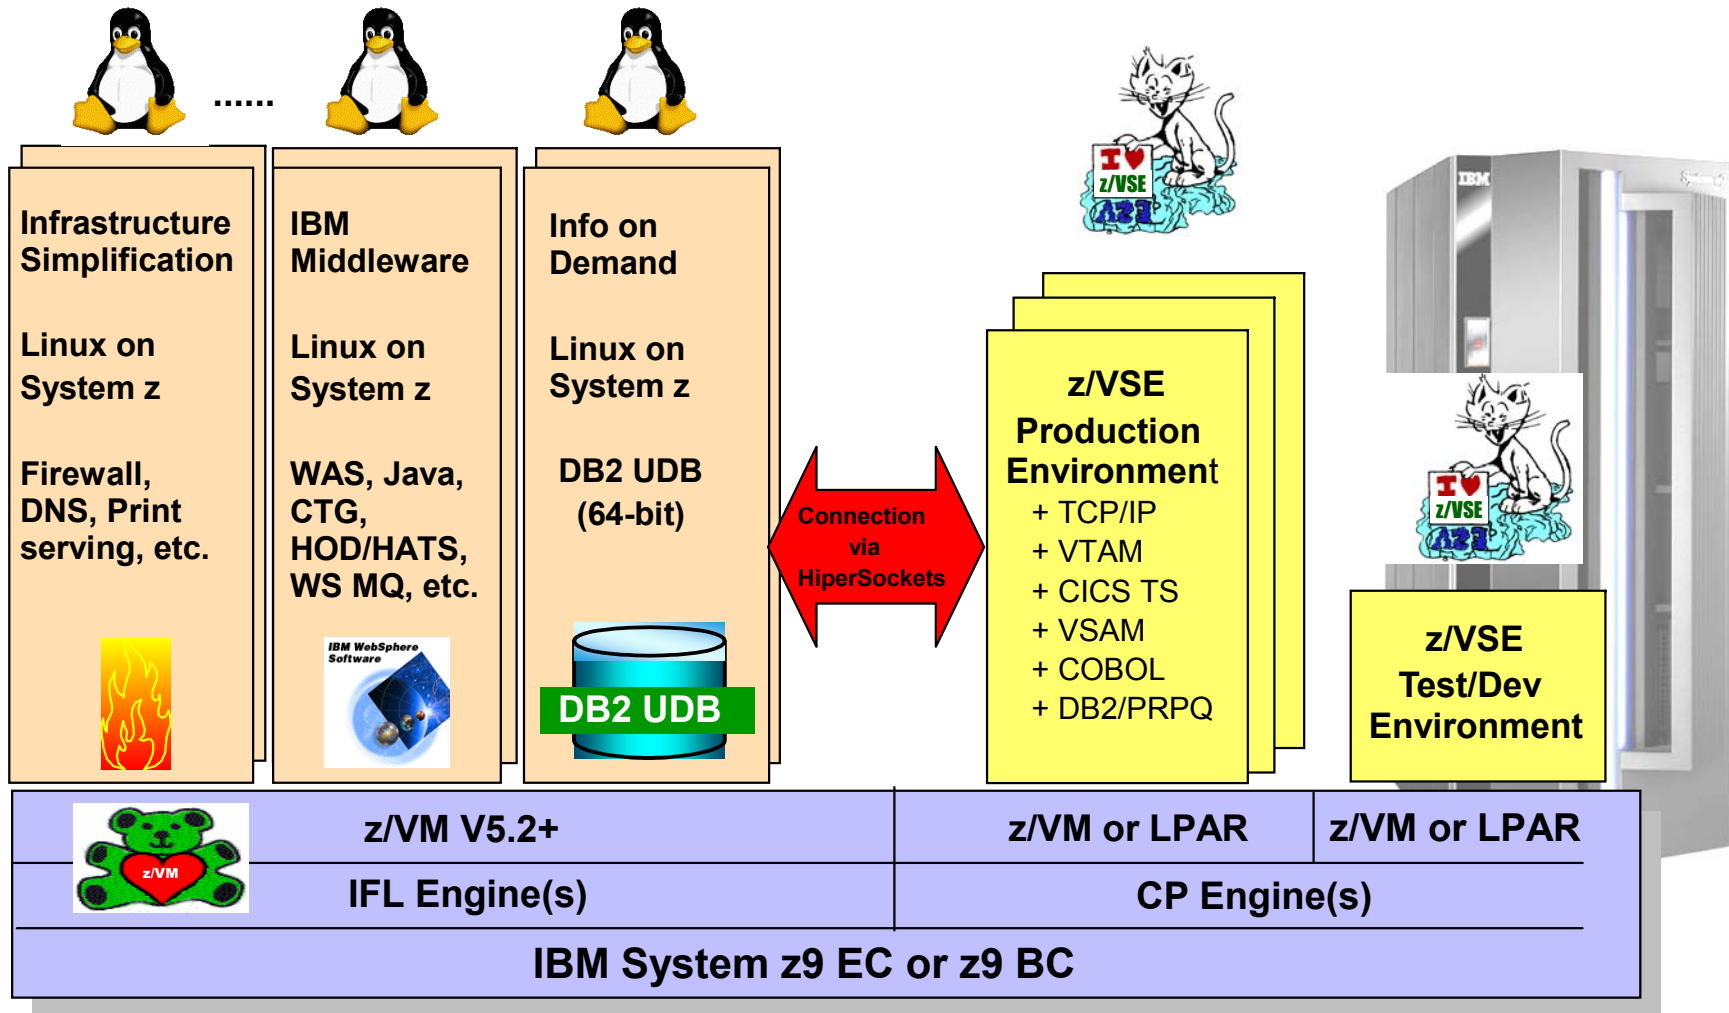 ......
Infrastructure
Simplification
Linux on
System z
Firewall,
DNS, Print
serving, etc.
IBM
Middleware
Linux on
System z
WAS, Java,
CTG,
HOD/HATS,
WS MQ, etc.
IBM WebSphere
Software
Info on
Demand
Linux on
System z
DB2 UDB
(64-bit)
DB2 UDB
Connection
via
HiperSockets
I ♥
z/VSE
z/VSE
Production
Environment
+ TCP/IP
+ VTAM
+ CICS TS
+ VSAM
+ COBOL
+ DB2/PRPQ
IBM
I ♥
z/VSE
z/VSE
Test/Dev
Environment
z/VM
z/VM V5.2+
z/VM or LPAR
z/VM or LPAR
IFL Engine(s)
CP Engine(s)
IBM System z9 EC or z9 BC